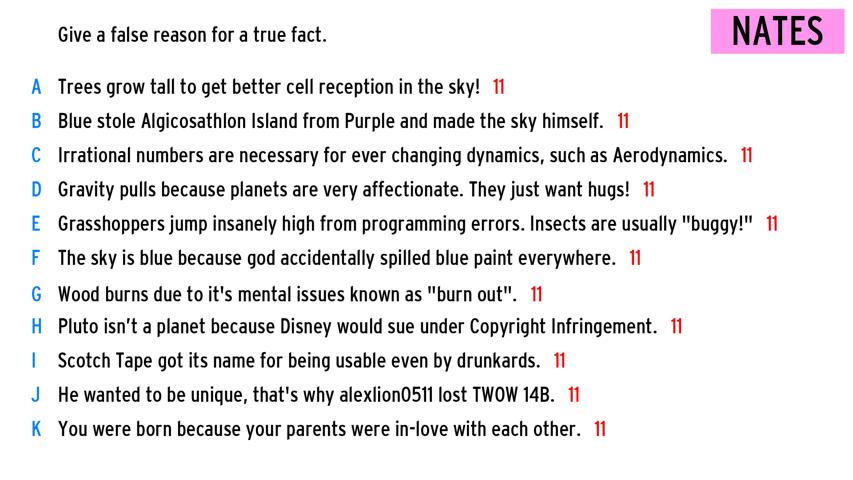 Give a false reason for a true fact.
NATES
A Trees grow tall to get better cell reception in the sky! 11
B Blue stole Algicosathlon Island from Purple and made the sky himself. 11
C Irrational numbers are necessary for ever changing dynamics, such as Aerodynamics. 11
D Gravity pulls because planets are very affectionate. They just want hugs! 11
E Grasshoppers jump insanely high from programming errors. Insects are usually "buggy!" 11
F The sky is blue because god accidentally spilled blue paint everywhere. 11
G Wood burns due to it's mental issues known as "burn out". 11
H Pluto isn’t a planet because Disney would sue under Copyright Infringement. 11
I Scotch Tape got its name for being usable even by drunkards. 11
J He wanted to be unique, that's why alexlion0511 lost TWOW 14B. 11
K You were born because your parents were in-love with each other. 11